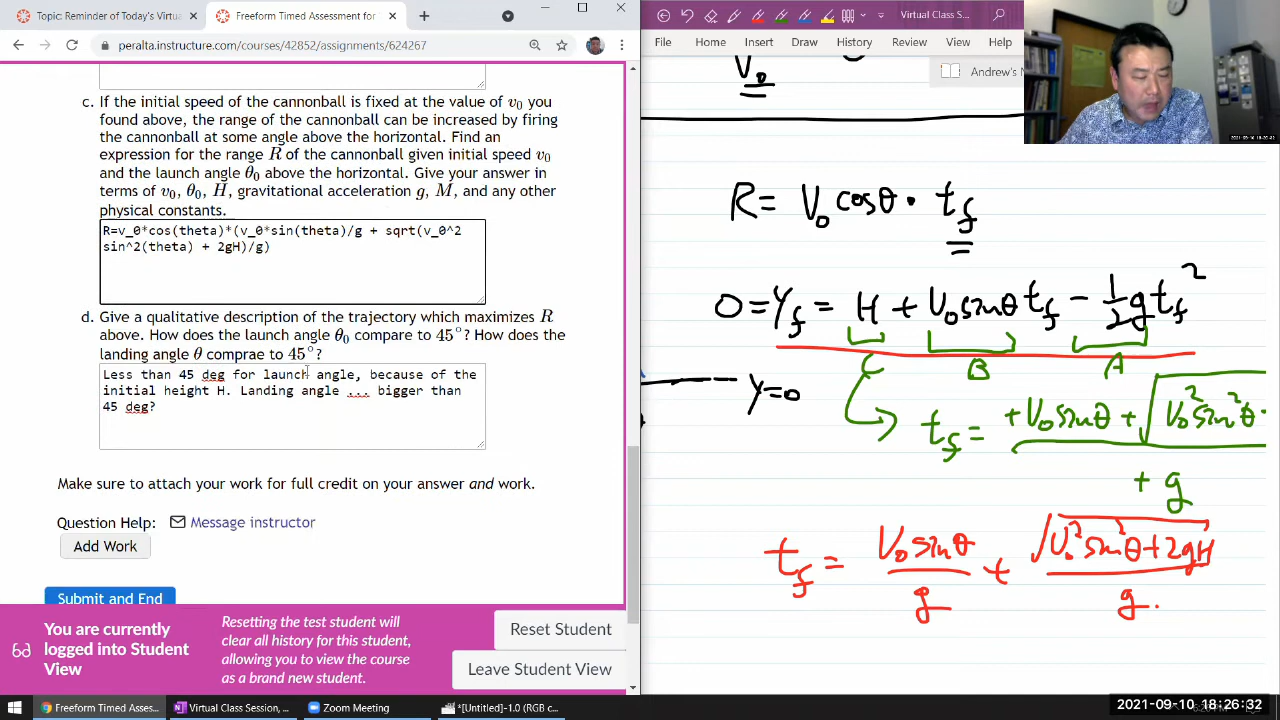 Topic Reminder of Today's Virtu
Freeform Timed Assessment for
peralta.instructure.com/courses/42852/assignments/624267
c. If the initial speed of the cannonball is fixed at the value of v₀ you
found above, the range of the cannonball can be increased by firing
the cannonball at some angle above the horizontal. Find an
expression for the range R of the cannonball given initial speed v₀
and the launch angle θ₀ above the horizontal. Give your answer in
terms of v₀, θ₀, H, gravitational acceleration g, M, and any other
physical constants.
R=v_0*cos(theta)*(v_0*sin(theta)/g + sqrt(v_0^2
sin^2(theta) + 2gH)/g)
d. Given a qualitative description of the trajectory which maximizes R
above. How does the launch angle θ₀ compare to 45°? How does the
landing angle θ comprae to 45°?
Less than 45 deg for launch angle, because of the
initial height H. Landing angle ... bigger than
45 deg?
Make sure to attach your work for full credit on your answer and work.
Question Help: Message instructor
Add Work
Submit and End
You are currently
logged into Student
View
Resetting the test student will
clear all history for this student,
allowing you to view the course
as a brand new student.
Reset Student
Leave Student View
Virtual Class S...
File Home Insert Draw History Review View Help
Andrew's N
V₀
R= V₀ cosθ · t_f
0 = Y_f = H + V₀ sinθ t_f − ½ g t_f²
C B A
Y=0
t_f = +V₀ sinθ + √V₀² sin²θ
+ g
t_f = V₀ sinθ / g + √V₀² sin²θ + 2gH / g.
Freeform Timed Asses...
Virtual Class Session, ...
Zoom Meeting
*[Untitled]-1.0 (RGB c...
2021-09-10 18:26:32